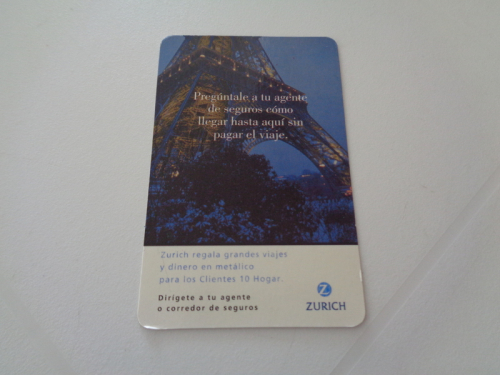 Pregúntale a tu agente
de seguros cómo
llegar hasta aquí sin
pagar el viaje.
Zurich regala grandes viajes
y dinero en metálico
para los Clientes 10 Hogar.
Dirígete a tu agente
o corredor de seguros
Z
ZURICH